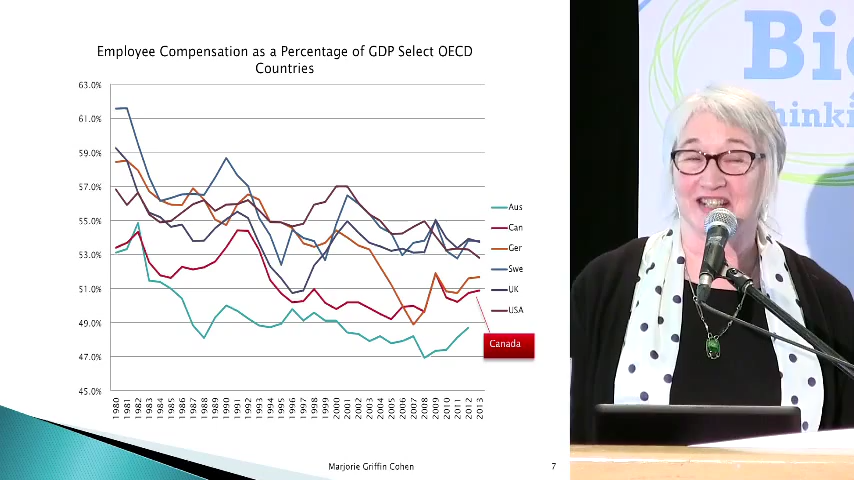 Employee Compensation as a Percentage of GDP Select OECD
Countries
63.0%
61.0%
59.0%
57.0%
55.0%
53.0%
51.0%
49.0%
47.0%
45.0%
Aus
Can
Ger
Swe
UK
USA
Canada
1980 1981 1982 1983 1984 1985 1986 1987 1988 1989 1990 1991 1992 1993 1994 1995 1996 1997 1998 1999 2000 2001 2002 2003 2004 2005 2006 2007 2008 2009 2010 2011 2012 2013
Marjorie Griffin Cohen
7